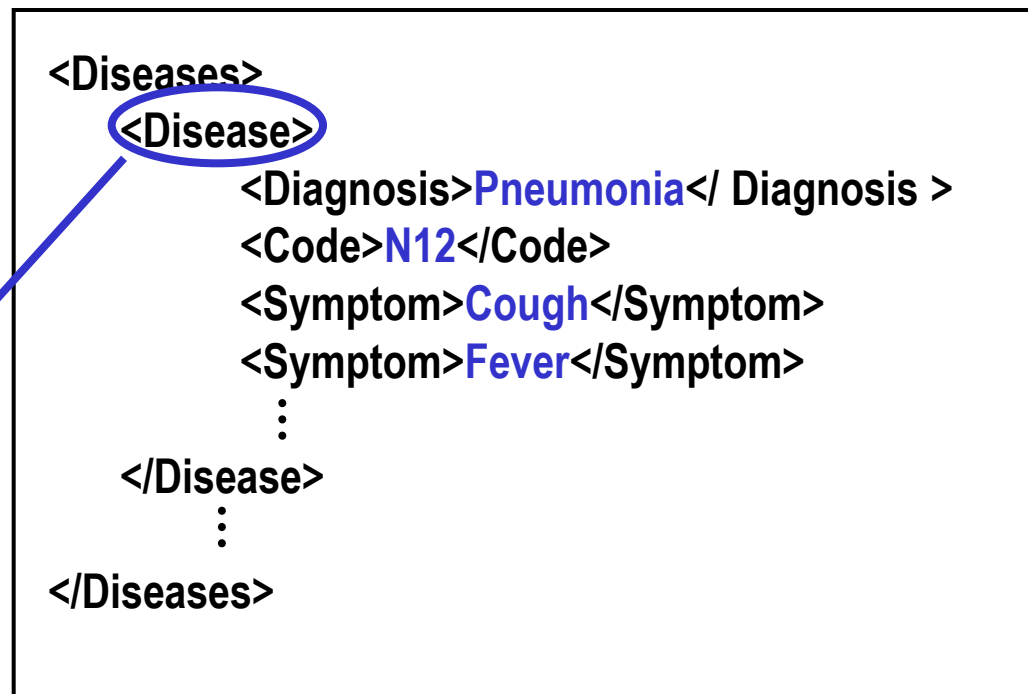 <Diseases>
<Disease>
<Diagnosis>Pneumonia</ Diagnosis >
<Code>N12</Code>
<Symptom>Cough</Symptom>
<Symptom>Fever</Symptom>
⋮
</Disease>
⋮
</Diseases>